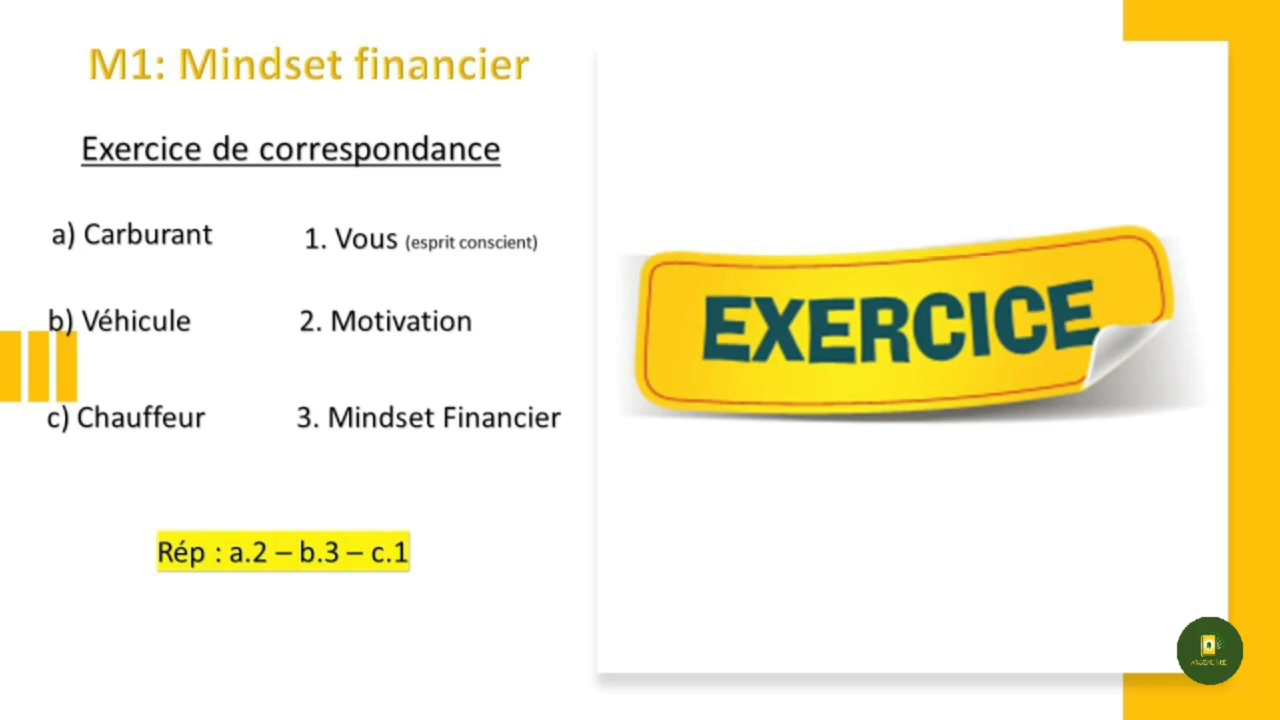 M1: Mindset financier
Exercice de correspondance
a) Carburant
1. Vous (esprit conscient)
b) Véhicule
2. Motivation
c) Chauffeur
3. Mindset Financier
Rép : a.2 – b.3 – c.1
EXERCICE